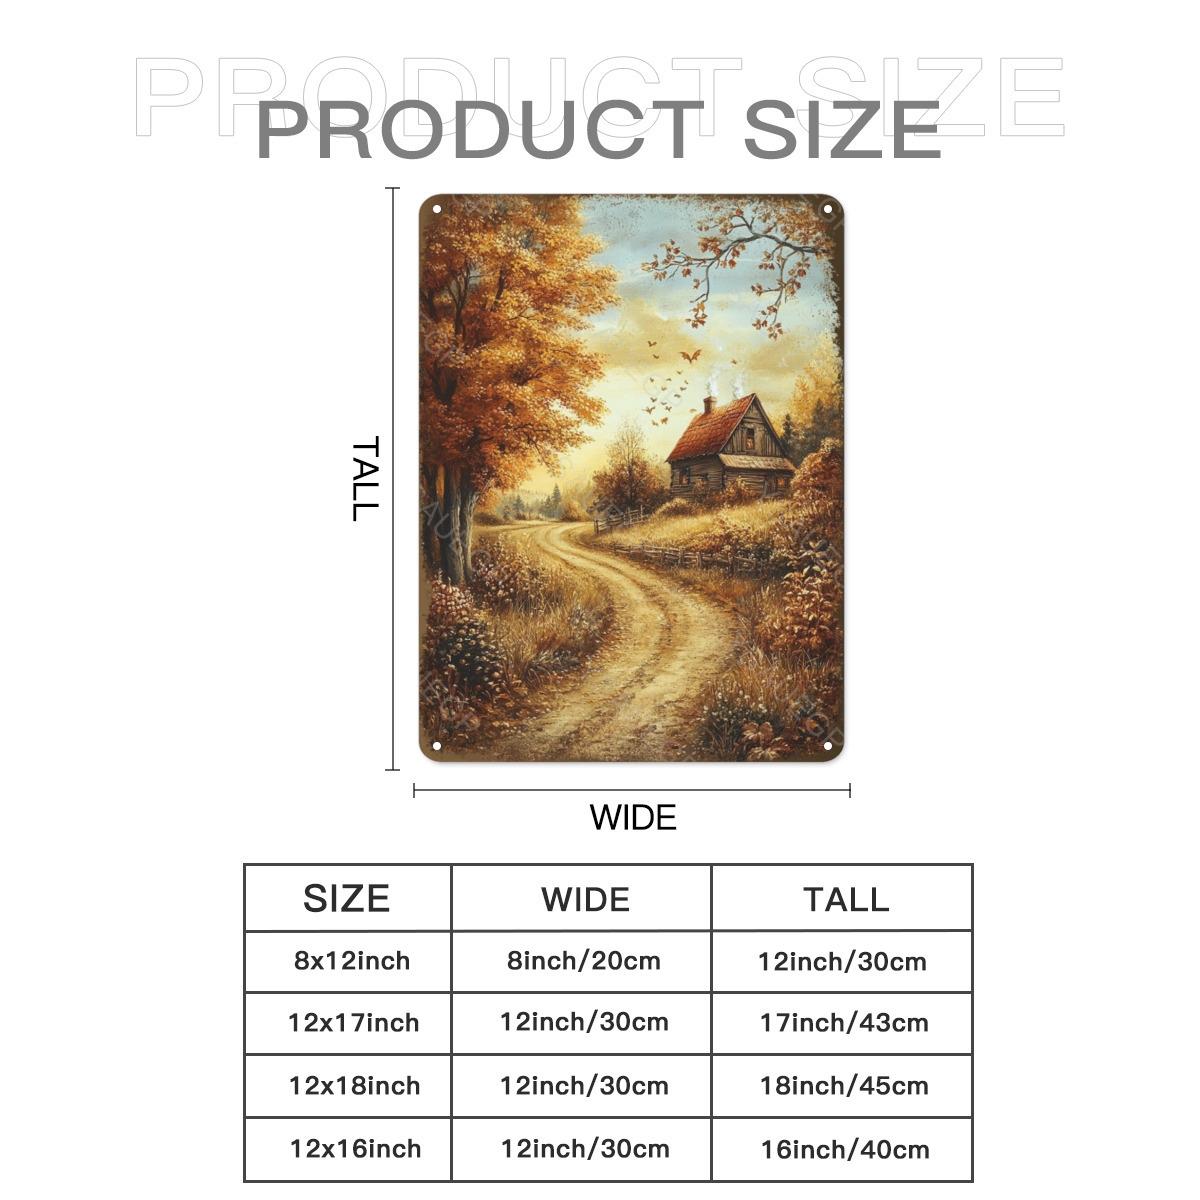 PRODUCT SIZE
PRODUCT SIZE
TALL
WIDE
SIZE WIDE TALL
8x12inch 8inch/20cm 12inch/30cm
12x17inch 12inch/30cm 17inch/43cm
12x18inch 12inch/30cm 18inch/45cm
12x16inch 12inch/30cm 16inch/40cm